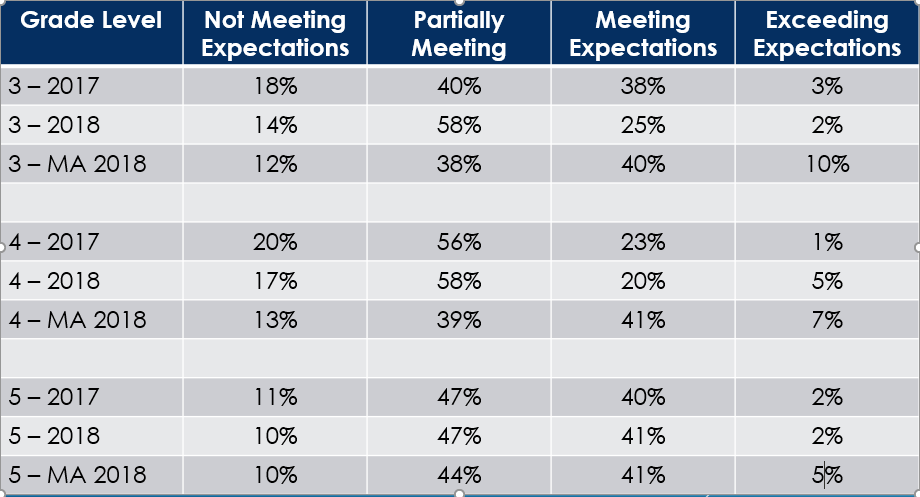 Grade Level Not Meeting Expectations Partially Meeting Meeting Expectations Exceeding Expectations
3 – 2017 18% 40% 38% 3%
3 – 2018 14% 58% 25% 2%
3 – MA 2018 12% 38% 40% 10%
4 – 2017 20% 56% 23% 1%
4 – 2018 17% 58% 20% 5%
4 – MA 2018 13% 39% 41% 7%
5 – 2017 11% 47% 40% 2%
5 – 2018 10% 47% 41% 2%
5 – MA 2018 10% 44% 41% 5%